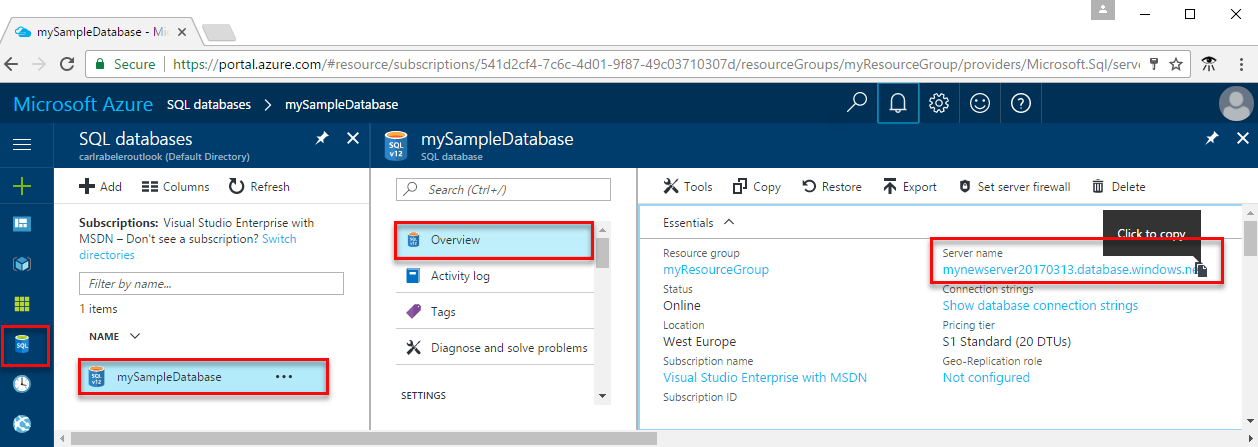 mySampleDatabase - Mi
Secure https://portal.azure.com/#resource/subscriptions/541d2cf4-7c6c-4d01-9f87-49c03710307d/resourceGroups/myResourceGroup/providers/Microsoft.Sql/serve
Microsoft Azure SQL databases > mySampleDatabase
SQL databases
carlrabeleroutlook (Default Directory)
Add Columns Refresh
Subscriptions: Visual Studio Enterprise with
MSDN – Don't see a subscription? Switch
directories
Filter by name...
1 items
NAME
SQL v12 mySampleDatabase ...
SQL v12
mySampleDatabase
SQL database
Search (Ctrl+/)
Overview
Activity log
Tags
Diagnose and solve problems
SETTINGS
Tools Copy Restore Export Set server firewall Delete
Essentials
Click to copy
Resource group
myResourceGroup
Status
Online
Location
West Europe
Subscription name
Visual Studio Enterprise with MSDN
Subscription ID
Server name
mynewserver20170313.database.windows.ne
Connection strings
Show database connection strings
Pricing tier
S1 Standard (20 DTUs)
Geo-Replication role
Not configured